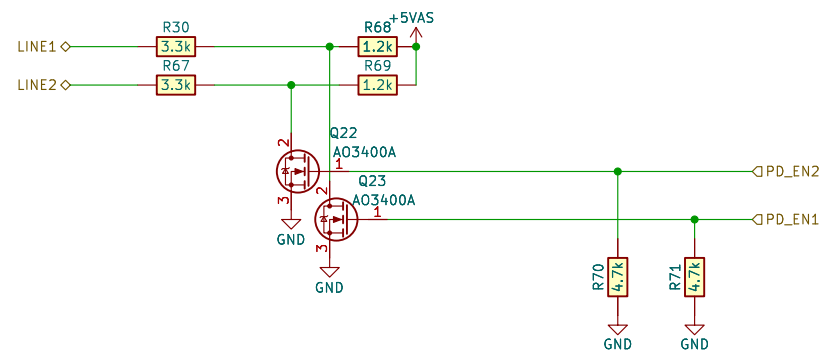 +5VAS
R30
R68
LINE1
3.3k
1.2k
R67
R69
LINE2
3.3k
1.2k
Q22
2
AO3400A
1
PD_EN2
Q23
3
2
AO3400A
1
PD_EN1
GND
3
GND
R70
4.7k
R71
4.7k
GND
GND